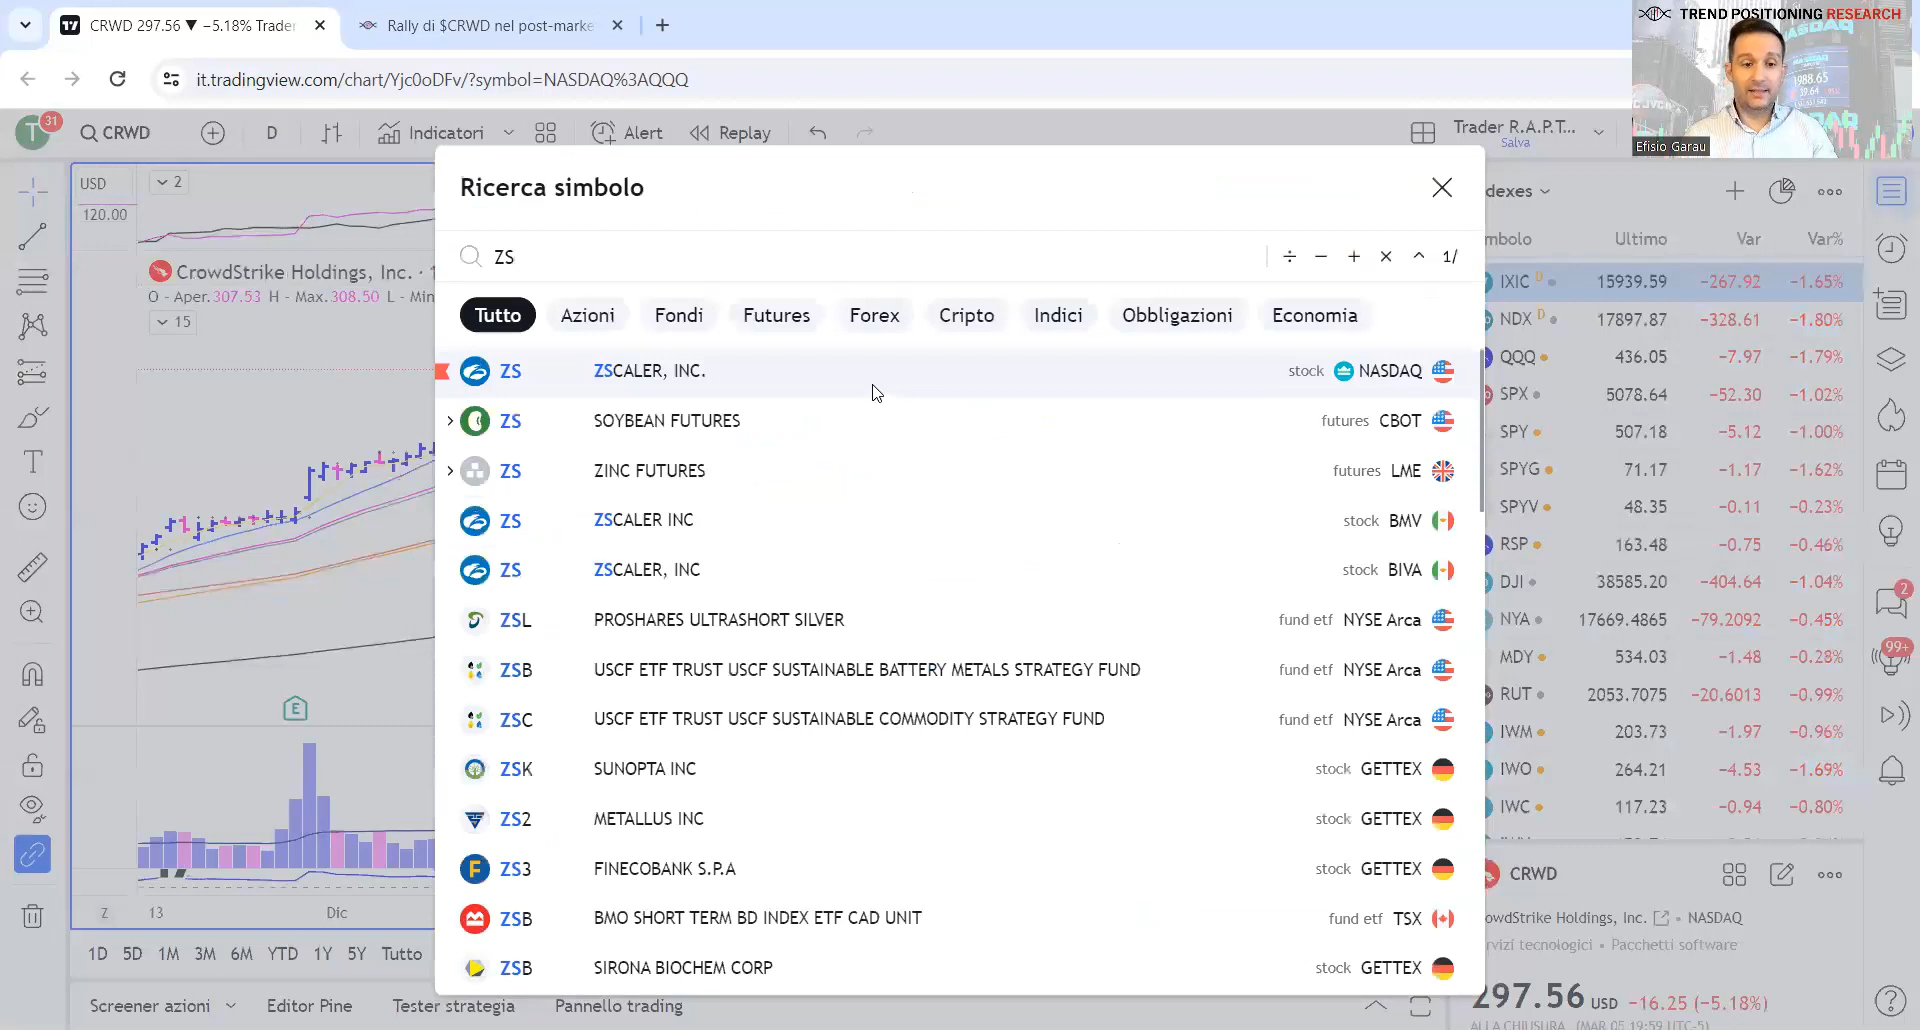 CRWD 297.56 ▼ −5.18% Trader
Rally di $CRWD nel post-marke
TREND POSITIONING RESEARCH
it.tradingview.com/chart/Yjc0oDFv/?symbol=NASDAQ%3AQQQ
T
31
CRWD
D
Indicatori
Alert
Replay
Trader R.A.P.T...
Salva
Efisio Garau
USD
2
120.00
CrowdStrike Holdings, Inc. · 1
O - Aper.307.53 H - Max.308.50 L - Min
15
E
Z
13
Dic
1D 5D 1M 3M 6M YTD 1Y 5Y Tutto
Screener azioni
Editor Pine
Tester strategia
Pannello trading
Ricerca simbolo
ZS
÷ − + × ^ 1/
Tutto Azioni Fondi Futures Forex Cripto Indici Obbligazioni Economia
ZS ZSCALER, INC. stock NASDAQ
ZS SOYBEAN FUTURES futures CBOT
ZS ZINC FUTURES futures LME
ZS ZSCALER INC stock BMV
ZS ZSCALER, INC stock BIVA
ZSL PROSHARES ULTRASHORT SILVER fund etf NYSE Arca
ZSB USCF ETF TRUST USCF SUSTAINABLE BATTERY METALS STRATEGY FUND fund etf NYSE Arca
ZSC USCF ETF TRUST USCF SUSTAINABLE COMMODITY STRATEGY FUND fund etf NYSE Arca
ZSK SUNOPTA INC stock GETTEX
ZS2 METALLUS INC stock GETTEX
ZS3 FINECOBANK S.P.A stock GETTEX
ZSB BMO SHORT TERM BD INDEX ETF CAD UNIT fund etf TSX
ZSB SIRONA BIOCHEM CORP stock GETTEX
dexes
mbolo Ultimo Var Var%
IXIC D 15939.59 −267.92 −1.65%
NDX D 17897.87 −328.61 −1.80%
QQQ 436.05 −7.97 −1.79%
SPX 5078.64 −52.30 −1.02%
SPY 507.18 −5.12 −1.00%
SPYG 71.17 −1.17 −1.62%
SPYV 48.35 −0.11 −0.23%
RSP 163.48 −0.75 −0.46%
DJI 38585.20 −404.64 −1.04%
NYA 17669.4865 −79.2092 −0.45%
MDY 534.03 −1.48 −0.28%
RUT 2053.7075 −20.6013 −0.99%
IWM 203.73 −1.97 −0.96%
IWO 264.21 −4.53 −1.69%
IWC 117.23 −0.94 −0.80%
CRWD
owdStrike Holdings, Inc. • NASDAQ
rvizi tecnologici • Pacchetti software
297.56 USD −16.25 (−5.18%)
ALLA CHIUSURA (MAR 05 19:59 UTC-5)
2
99+